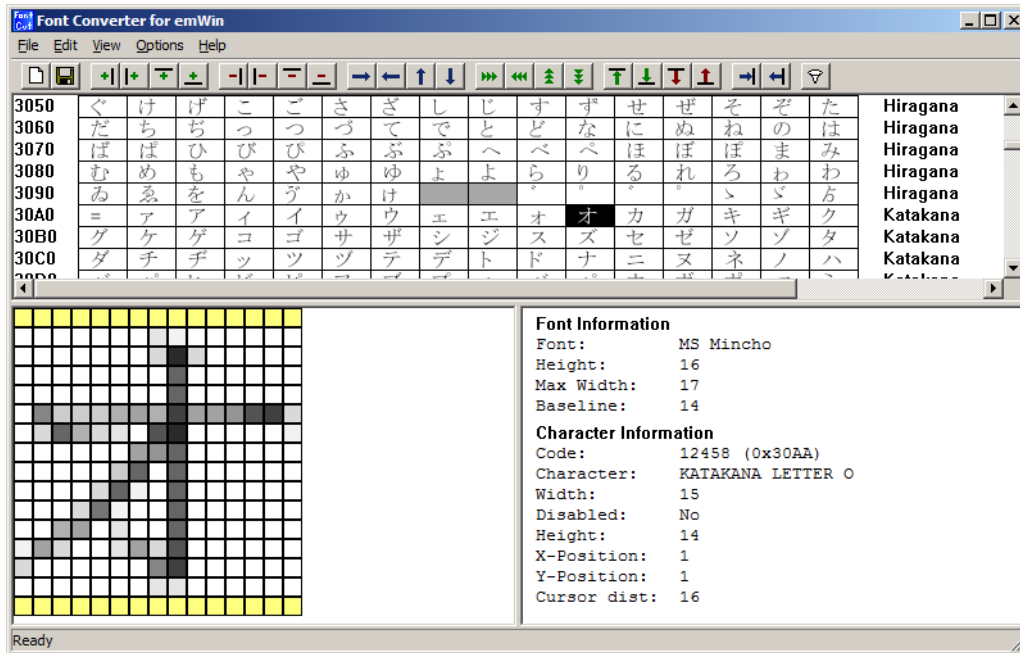 Font Cvt Font Converter for emWin
File Edit View Options Help
3050 ぐ け げ こ ご さ ざ し じ す ず せ ぜ そ ぞ た Hiragana
3060 だ ち ぢ っ つ づ て で と ど な に ぬ ね の は Hiragana
3070 ば ぱ ひ び ぴ ふ ぶ ぷ へ べ ぺ ほ ぼ ぽ ま み Hiragana
3080 む め も ゃ や ゅ ゆ ょ よ ら り る れ ろ ゎ わ Hiragana
3090 ゐ ゑ を ん ゔ ゕ ゖ ゙ ゚ ゛ ゜ ゝ ゞ ゟ Hiragana
30A0 ゠ ァ ア ィ イ ゥ ウ ェ エ ォ オ カ ガ キ ギ ク Katakana
30B0 グ ケ ゲ コ ゴ サ ザ シ ジ ス ズ セ ゼ ソ ゾ タ Katakana
30C0 ダ チ ヂ ッ ツ ヅ テ デ ト ド ナ ニ ヌ ネ ノ ハ Katakana
Font Information
Font: MS Mincho
Height: 16
Max Width: 17
Baseline: 14
Character Information
Code: 12458 (0x30AA)
Character: KATAKANA LETTER O
Width: 15
Disabled: No
Height: 14
X-Position: 1
Y-Position: 1
Cursor dist: 16
Ready